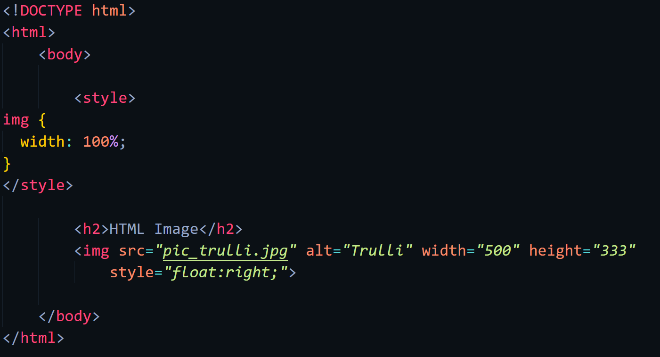 <!DOCTYPE html>
<html>
<body>
<style>
img {
width: 100%;
}
</style>
<h2>HTML Image</h2>
<img src="pic_trulli.jpg" alt="Trulli" width="500" height="333"
style="float:right;">
</body>
</html>